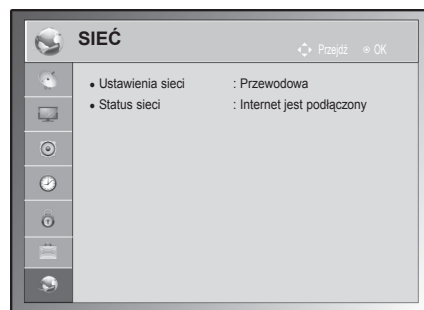 SIEĆ
Przejdź OK
• Ustawienia sieci : Przewodowa
• Status sieci : Internet jest podłączony